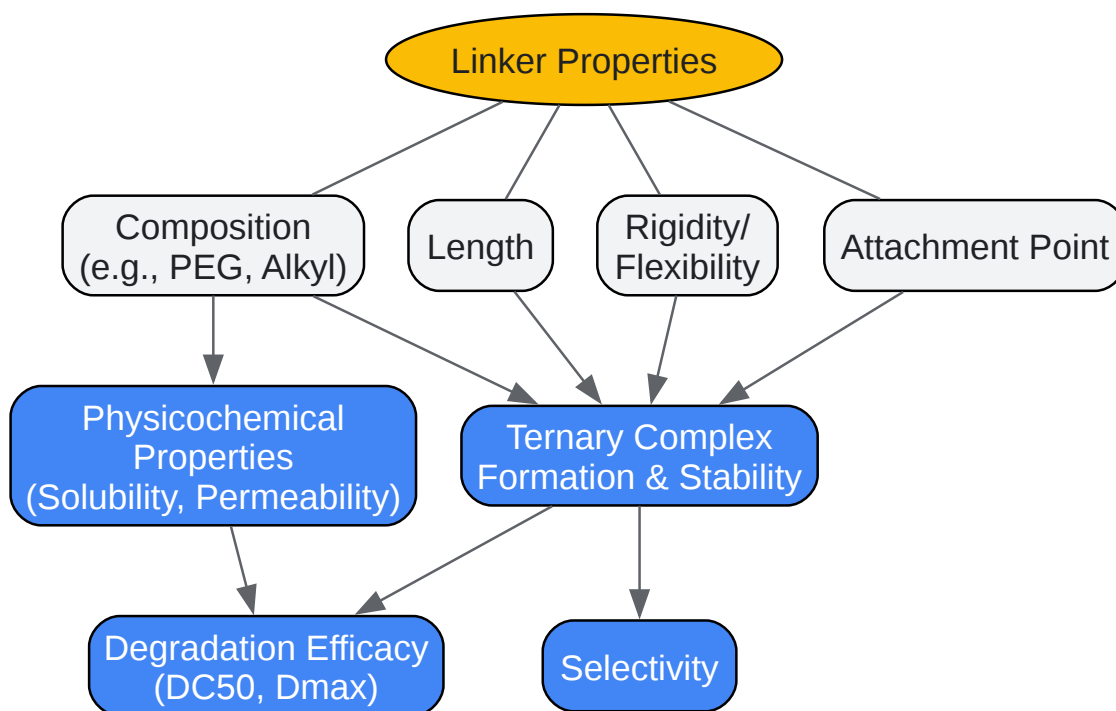 Linker Properties
Composition
(e.g., PEG, Alkyl)
Length
Rigidity/
Flexibility
Attachment Point
Physicochemical
Properties
(Solubility, Permeability)
Ternary Complex
Formation & Stability
Degradation Efficacy
(DC50, Dmax)
Selectivity